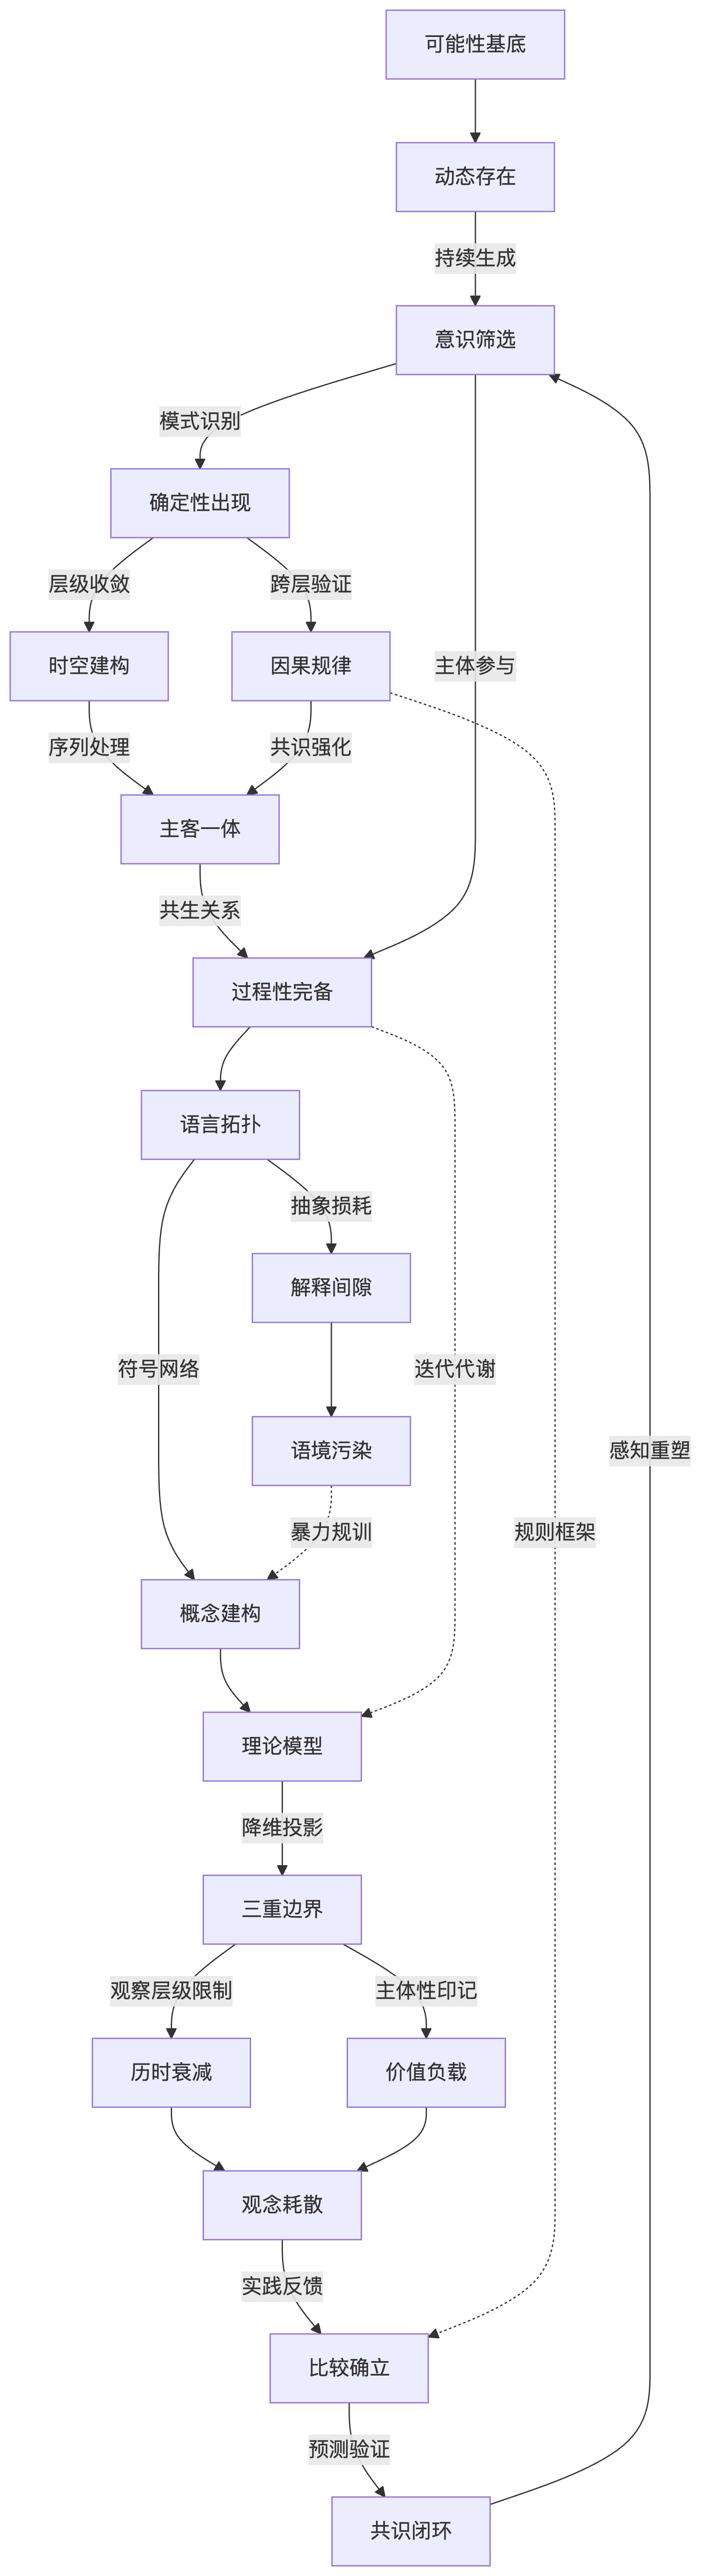 可能性基底
动态存在
持续生成
意识筛选
模式识别
确定性出现
层级收敛
跨层验证
时空建构
因果规律
主体参与
序列处理
共识强化
主客一体
共生关系
过程性完备
语言拓扑
抽象损耗
解释间隙
符号网络
迭代代谢
语境污染
感知重塑
暴力规训
规则框架
概念建构
理论模型
降维投影
三重边界
观察层级限制
主体性印记
历时衰减
价值负载
观念耗散
实践反馈
比较确立
预测验证
共识闭环